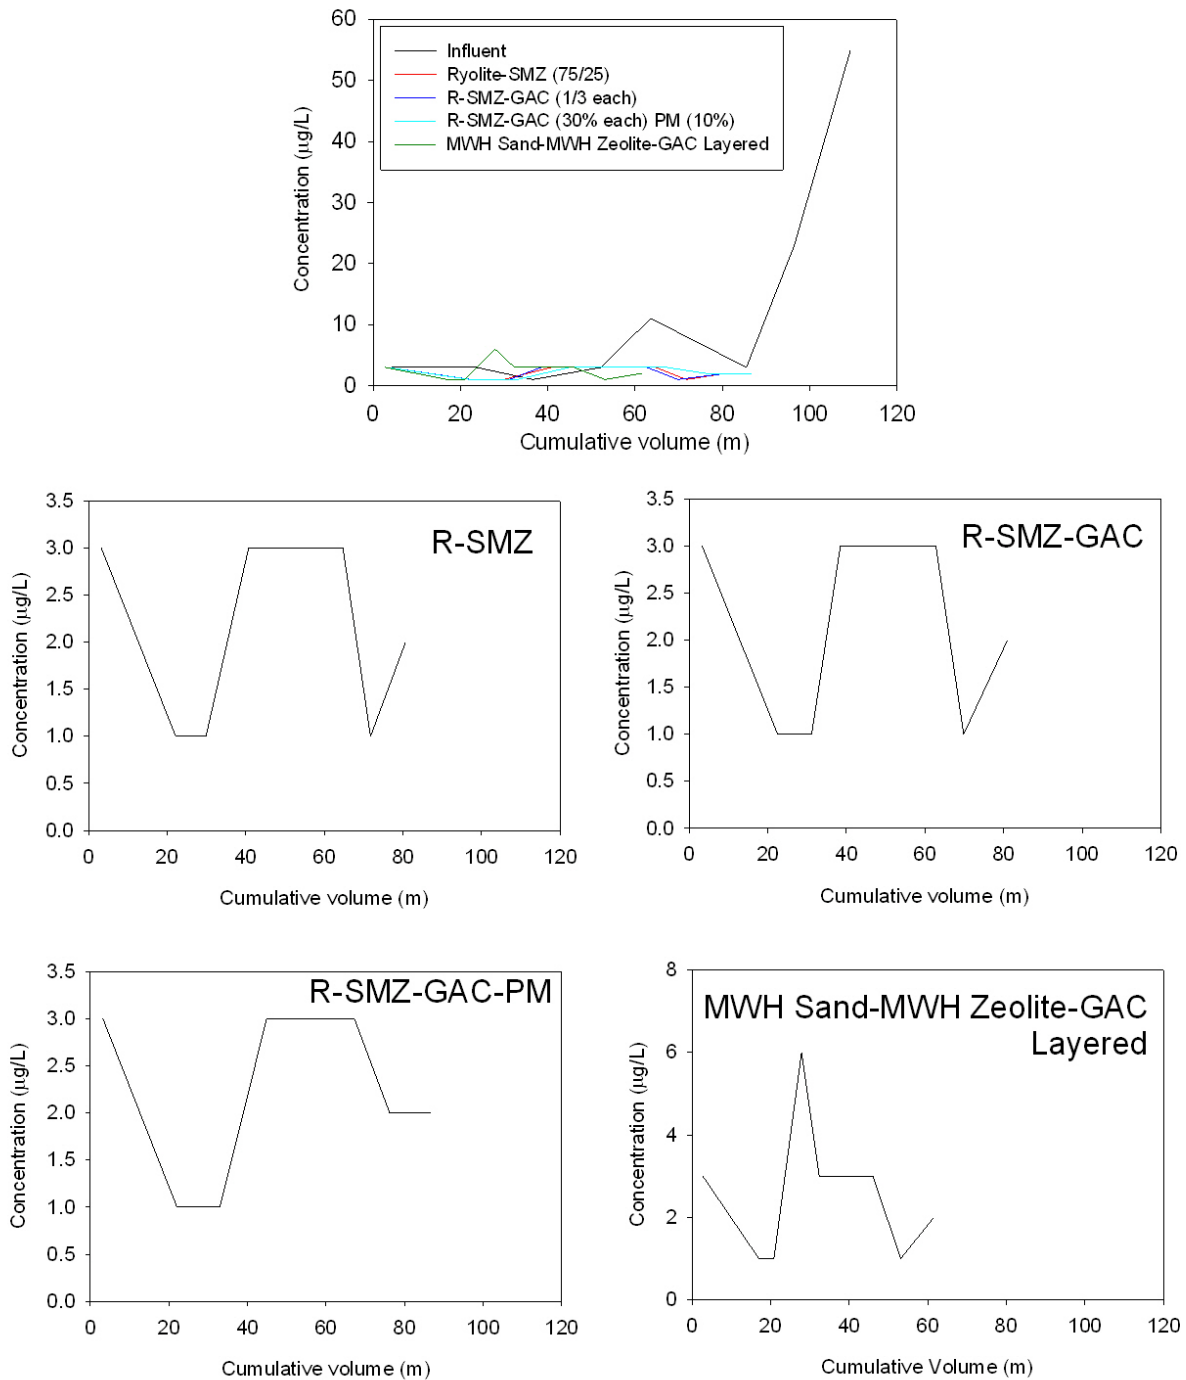 60
50
40
30
20
10
0
Concentration (µg/L)
Influent
Ryolite-SMZ (75/25)
R-SMZ-GAC (1/3 each)
R-SMZ-GAC (30% each) PM (10%)
MWH Sand-MWH Zeolite-GAC Layered
0 20 40 60 80 100 120
Cumulative volume (m)
R-SMZ
3.5
3.0
2.5
2.0
1.5
1.0
0.5
0.0
Concentration (µg/L)
0 20 40 60 80 100 120
Cumulative volume (m)
R-SMZ-GAC
3.5
3.0
2.5
2.0
1.5
1.0
0.5
0.0
Concentration (µg/L)
0 20 40 60 80 100 120
Cumulative volume (m)
R-SMZ-GAC-PM
3.5
3.0
2.5
2.0
1.5
1.0
0.5
0.0
Concentration (µg/L)
0 20 40 60 80 100 120
Cumulative volume (m)
MWH Sand-MWH Zeolite-GAC
Layered
8
6
4
2
0
Concentration (µg/L)
0 20 40 60 80 100 120
Cumulative Volume (m)